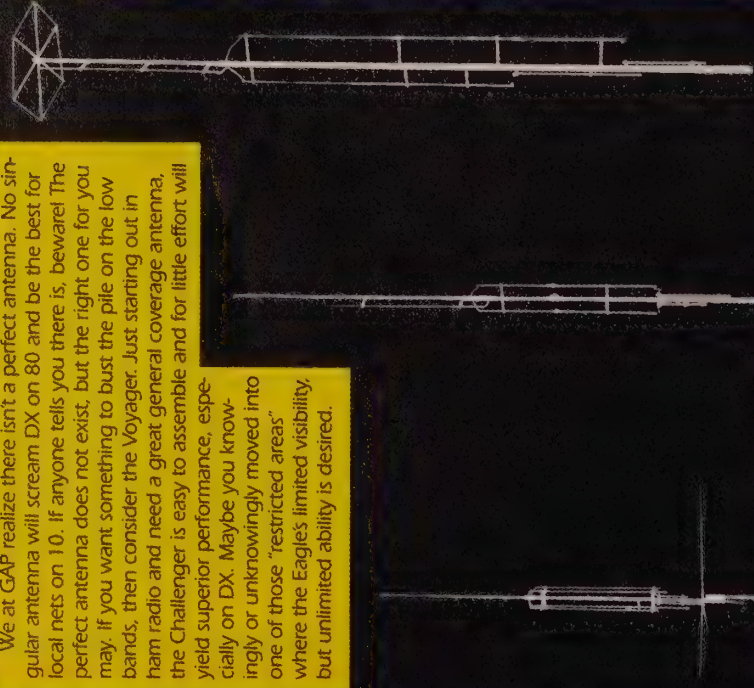 We at GAP realize there isn't a perfect antenna. No sin-
gular antenna will scream DX on 80 and be the best for
local nets on 10. If anyone tells you there is, beware! The
perfect antenna does not exist, but the right one for you
may. If you want something to bust the pile on the low
bands, then consider the Voyager. Just starting out in
ham radio and need a great general coverage antenna,
the Challenger is easy to assemble and for little effort will
yield superior performance, espe-
cially on DX. Maybe you know-
ingly or unknowingly moved into
one of those "restricted areas"
where the Eagle's limited visibility,
but unlimited ability is desired.